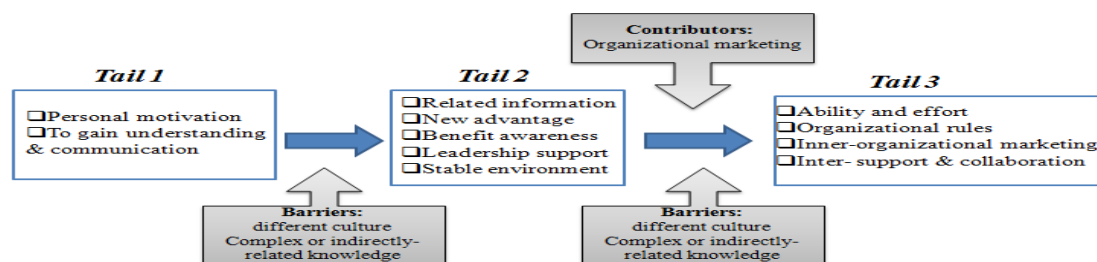 Contributors:
Organizational marketing
Tail 1
❑Personal motivation
❑To gain understanding
& communication
Tail 2
❑Related information
❑New advantage
❑Benefit awareness
❑Leadership support
❑Stable environment
Tail 3
❑Ability and effort
❑Organizational rules
❑Inner-organizational marketing
❑Inter- support & collaboration
Barriers:
different culture
Complex or indirectly-
related knowledge
Barriers:
different culture
Complex or indirectly-
related knowledge